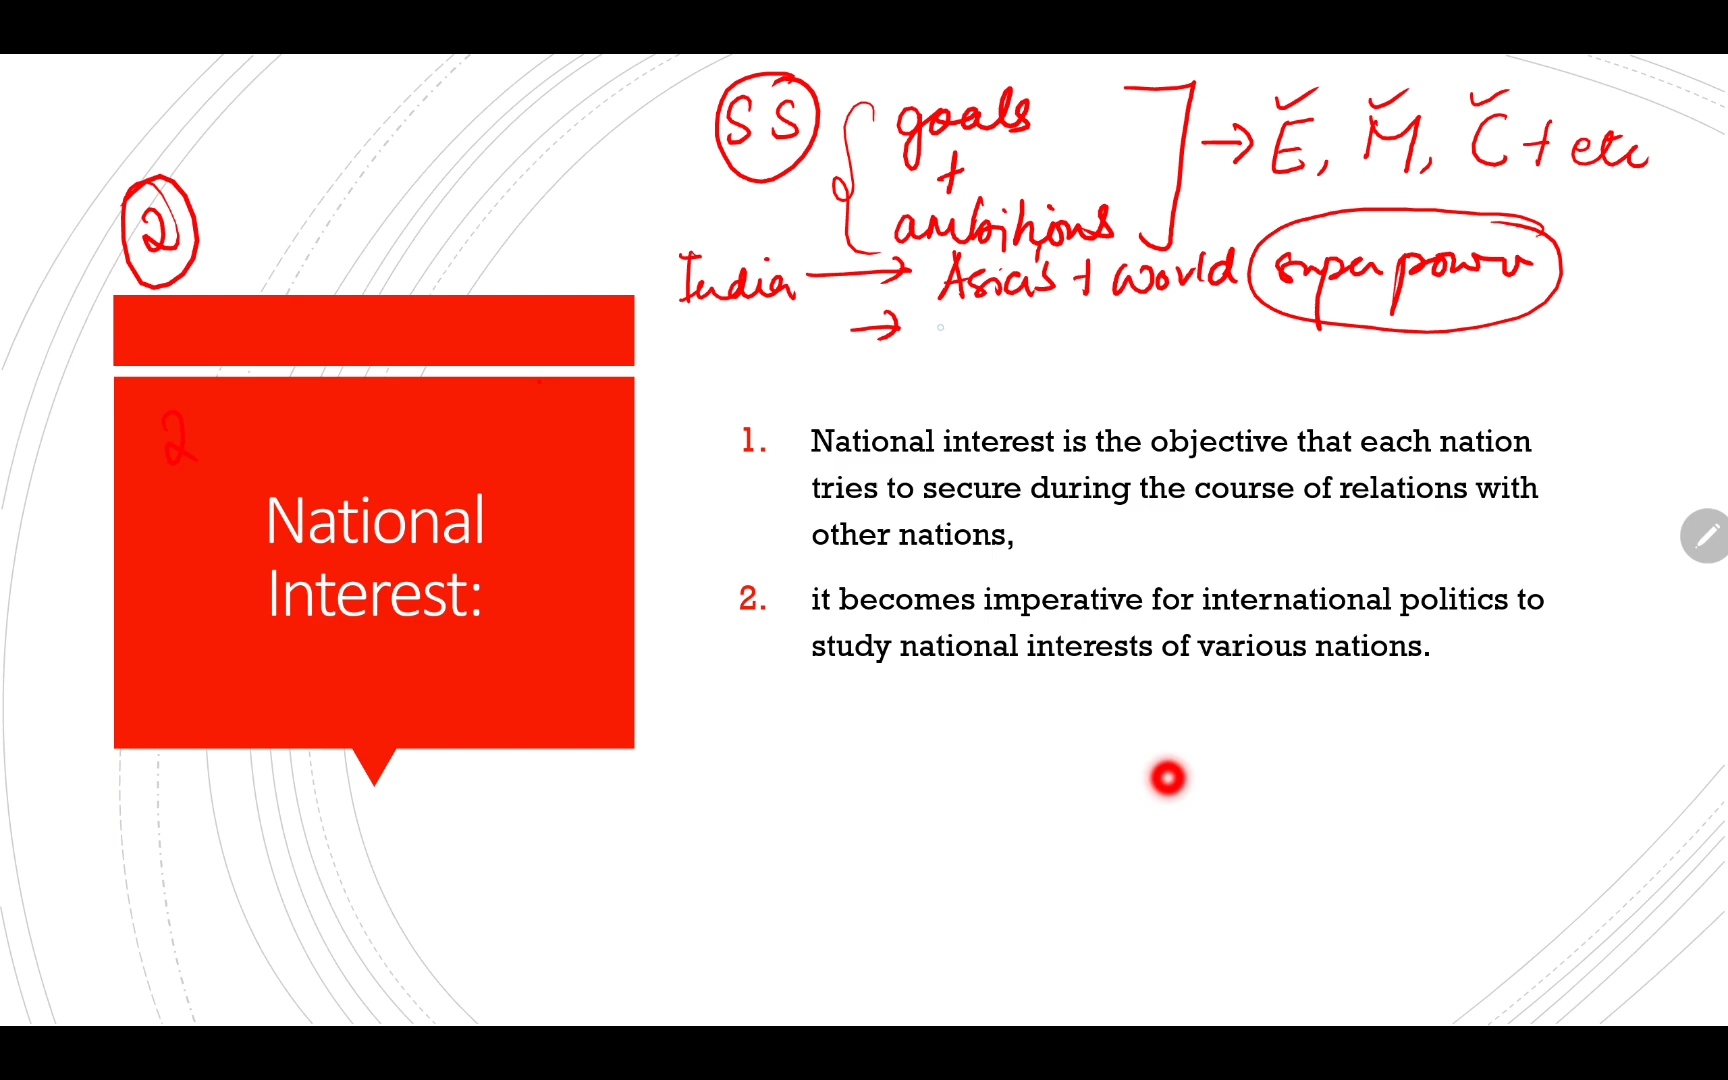 SS goals → E, M, C + etc
+
ambitions
India → Asia's + world super power
→
2
2
National
Interest:
1. National interest is the objective that each nation
tries to secure during the course of relations with
other nations,
2. it becomes imperative for international politics to
study national interests of various nations.